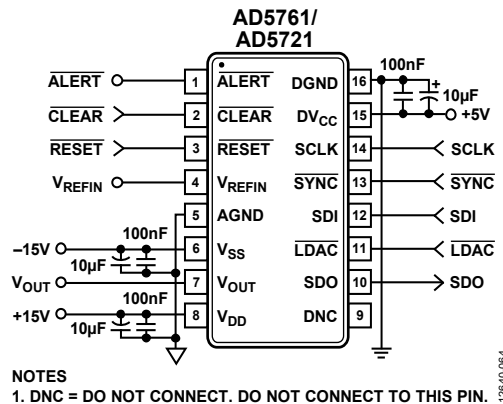 AD5761/
AD5721
ALERT
CLEAR
RESET
VREFIN
–15V
VOUT
+15V
100nF
10µF
100nF
10µF
1
2
3
4
5
6
7
8
ALERT
CLEAR
RESET
VREFIN
AGND
VSS
VOUT
VDD
DGND
DVCC
SCLK
SYNC
SDI
LDAC
SDO
DNC
16
15
14
13
12
11
10
9
100nF
+
10µF
+5V
SCLK
SYNC
SDI
LDAC
SDO
NOTES
1. DNC = DO NOT CONNECT. DO NOT CONNECT TO THIS PIN.
12640-064